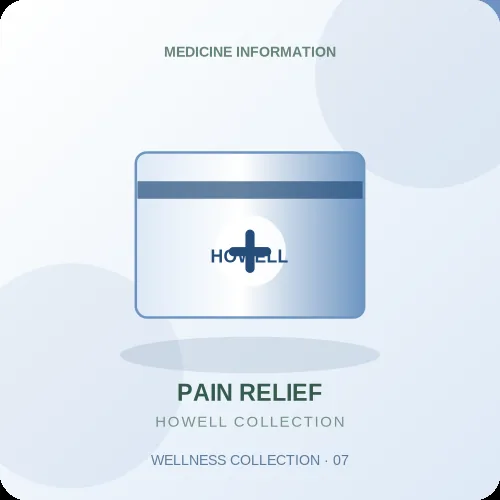 MEDICINE INFORMATION
HOWELL
PAIN RELIEF
HOWELL COLLECTION
WELLNESS COLLECTION · 07